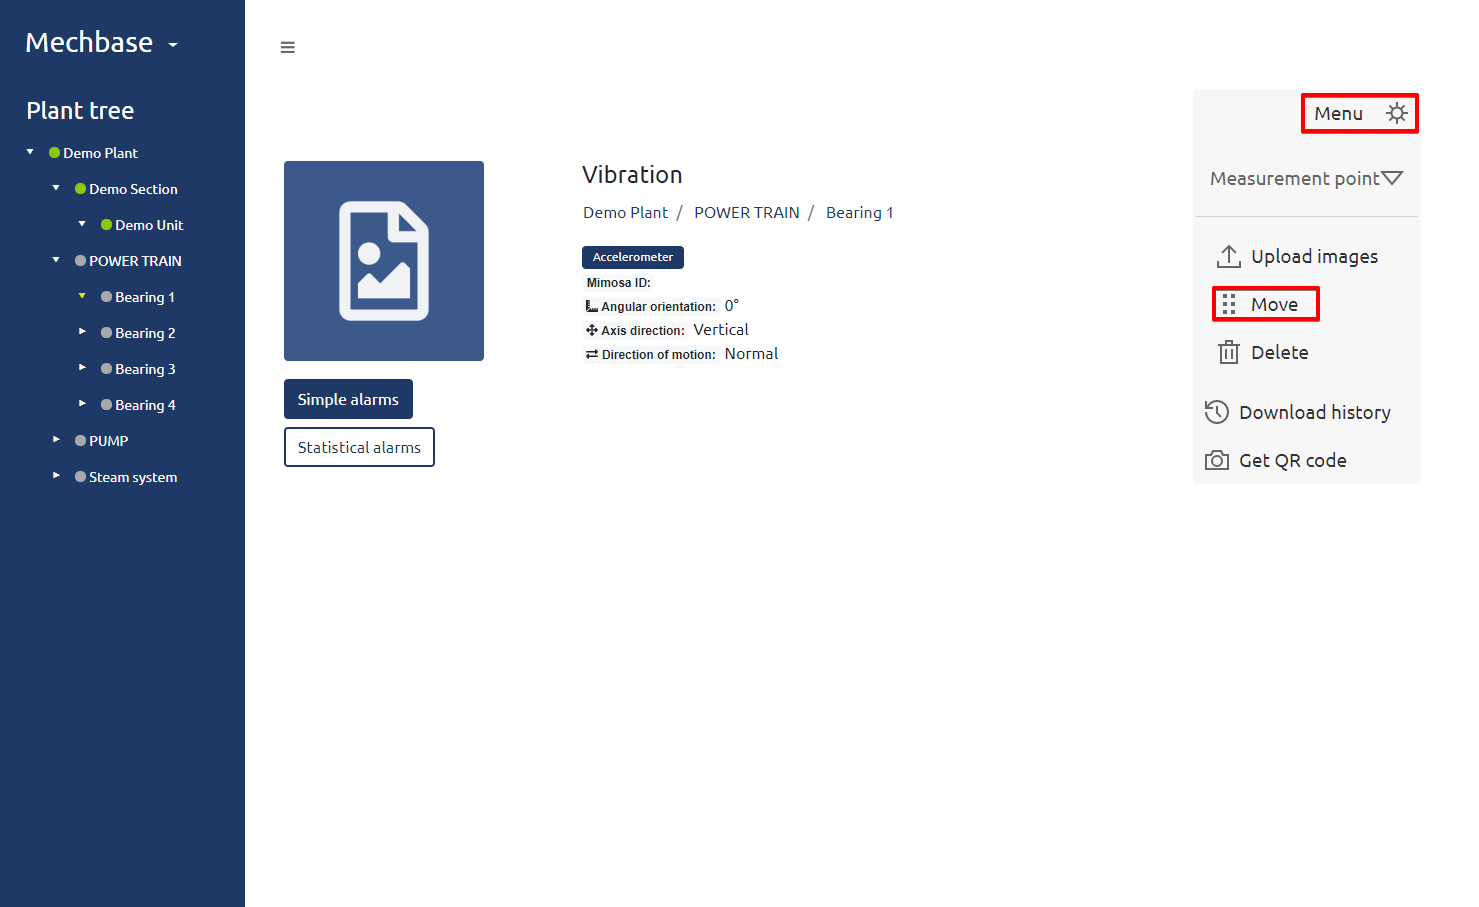 Mechbase
Plant tree
Demo Plant
Demo Section
Demo Unit
POWER TRAIN
Bearing 1
Bearing 2
Bearing 3
Bearing 4
PUMP
Steam system
Vibration
Demo Plant / POWER TRAIN / Bearing 1
Accelerometer
Mimosa ID:
Angular orientation: 0°
Axis direction: Vertical
Direction of motion: Normal
Simple alarms
Statistical alarms
Menu
Measurement point
Upload images
Move
Delete
Download history
Get QR code